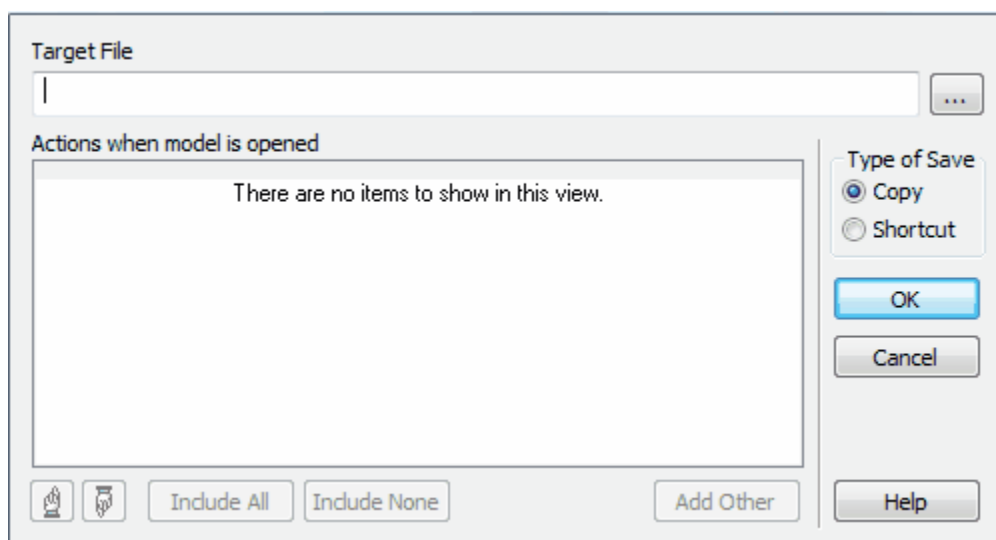 Target File
...
Actions when model is opened
There are no items to show in this view.
Type of Save
Copy
Shortcut
OK
Cancel
Include All
Include None
Add Other
Help